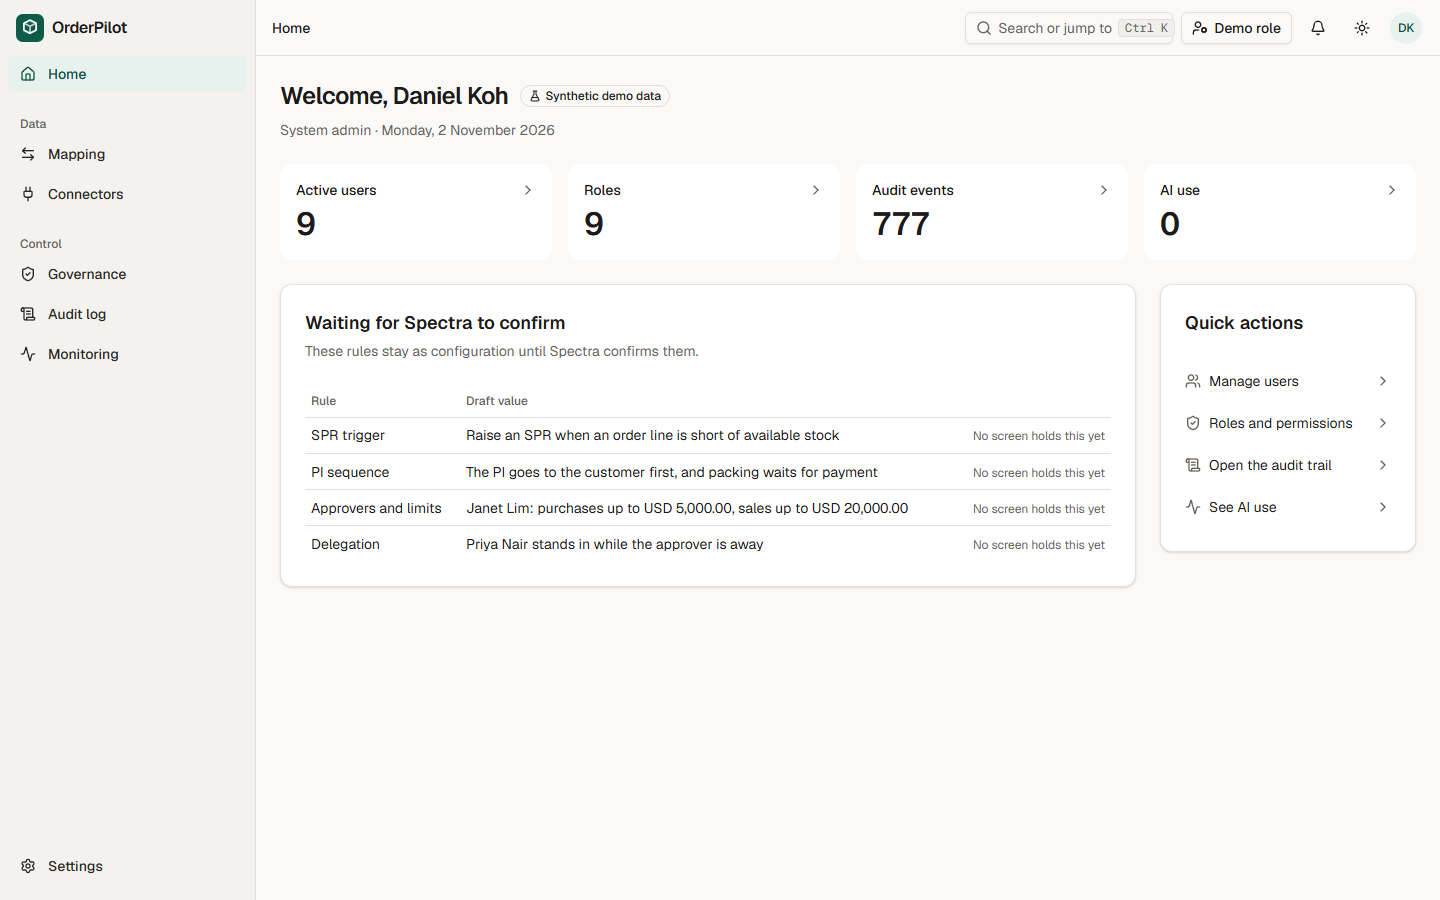 OrderPilot
Home
Data
Mapping
Connectors
Control
Governance
Audit log
Monitoring
Settings
Home
Search or jump to Ctrl K
Demo role
DK
Welcome, Daniel Koh
Synthetic demo data
System admin · Monday, 2 November 2026
Active users
9
Roles
9
Audit events
777
AI use
0
Waiting for Spectra to confirm
These rules stay as configuration until Spectra confirms them.
Rule Draft value
SPR trigger Raise an SPR when an order line is short of available stock No screen holds this yet
PI sequence The PI goes to the customer first, and packing waits for payment No screen holds this yet
Approvers and limits Janet Lim: purchases up to USD 5,000.00, sales up to USD 20,000.00 No screen holds this yet
Delegation Priya Nair stands in while the approver is away No screen holds this yet
Quick actions
Manage users
Roles and permissions
Open the audit trail
See AI use